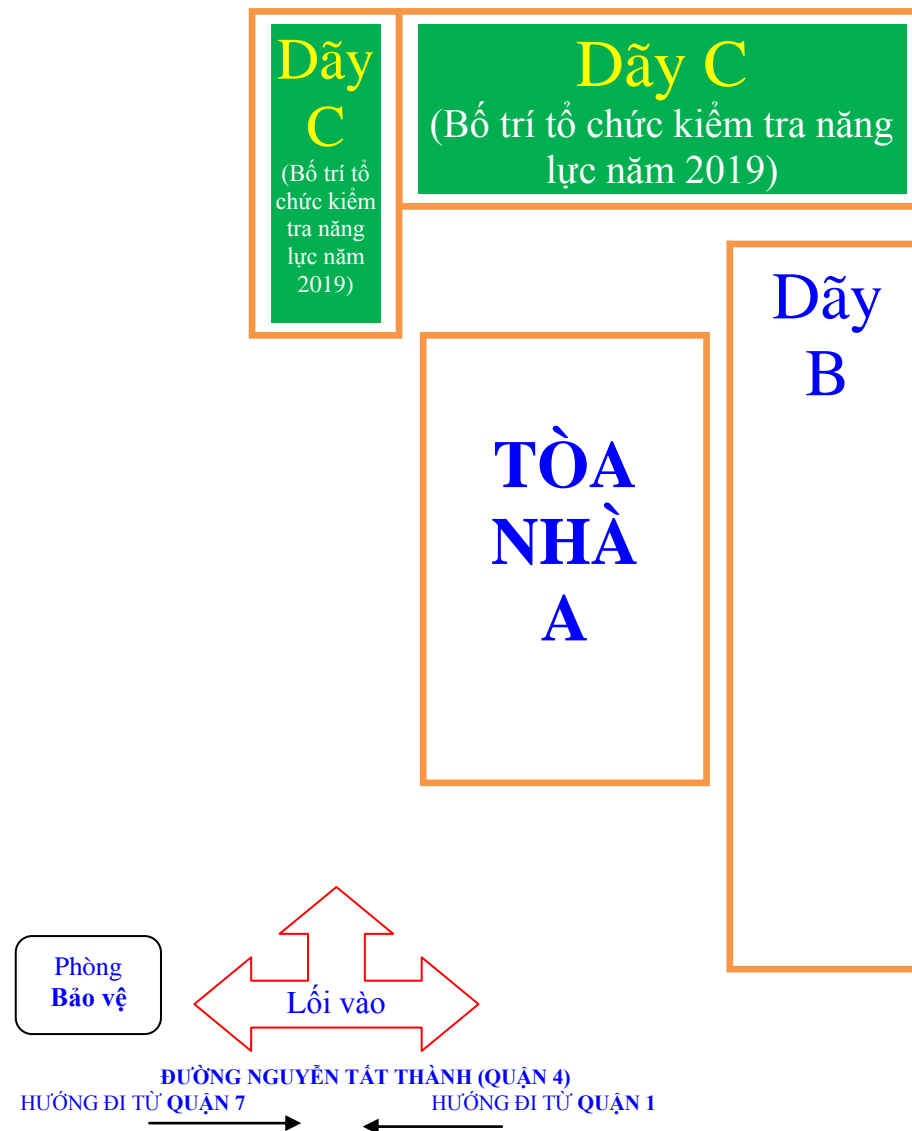 Dãy
C
(Bố trí tổ
chức kiểm
tra năng
lực năm
2019)
Dãy C
(Bố trí tổ chức kiểm tra năng
lực năm 2019)
Dãy
B
TÒA
NHÀ
A
Phòng
Bảo vệ
Lối vào
ĐƯỜNG NGUYỄN TẤT THÀNH (QUẬN 4)
HƯỚNG ĐI TỪ QUẬN 7
HƯỚNG ĐI TỪ QUẬN 1